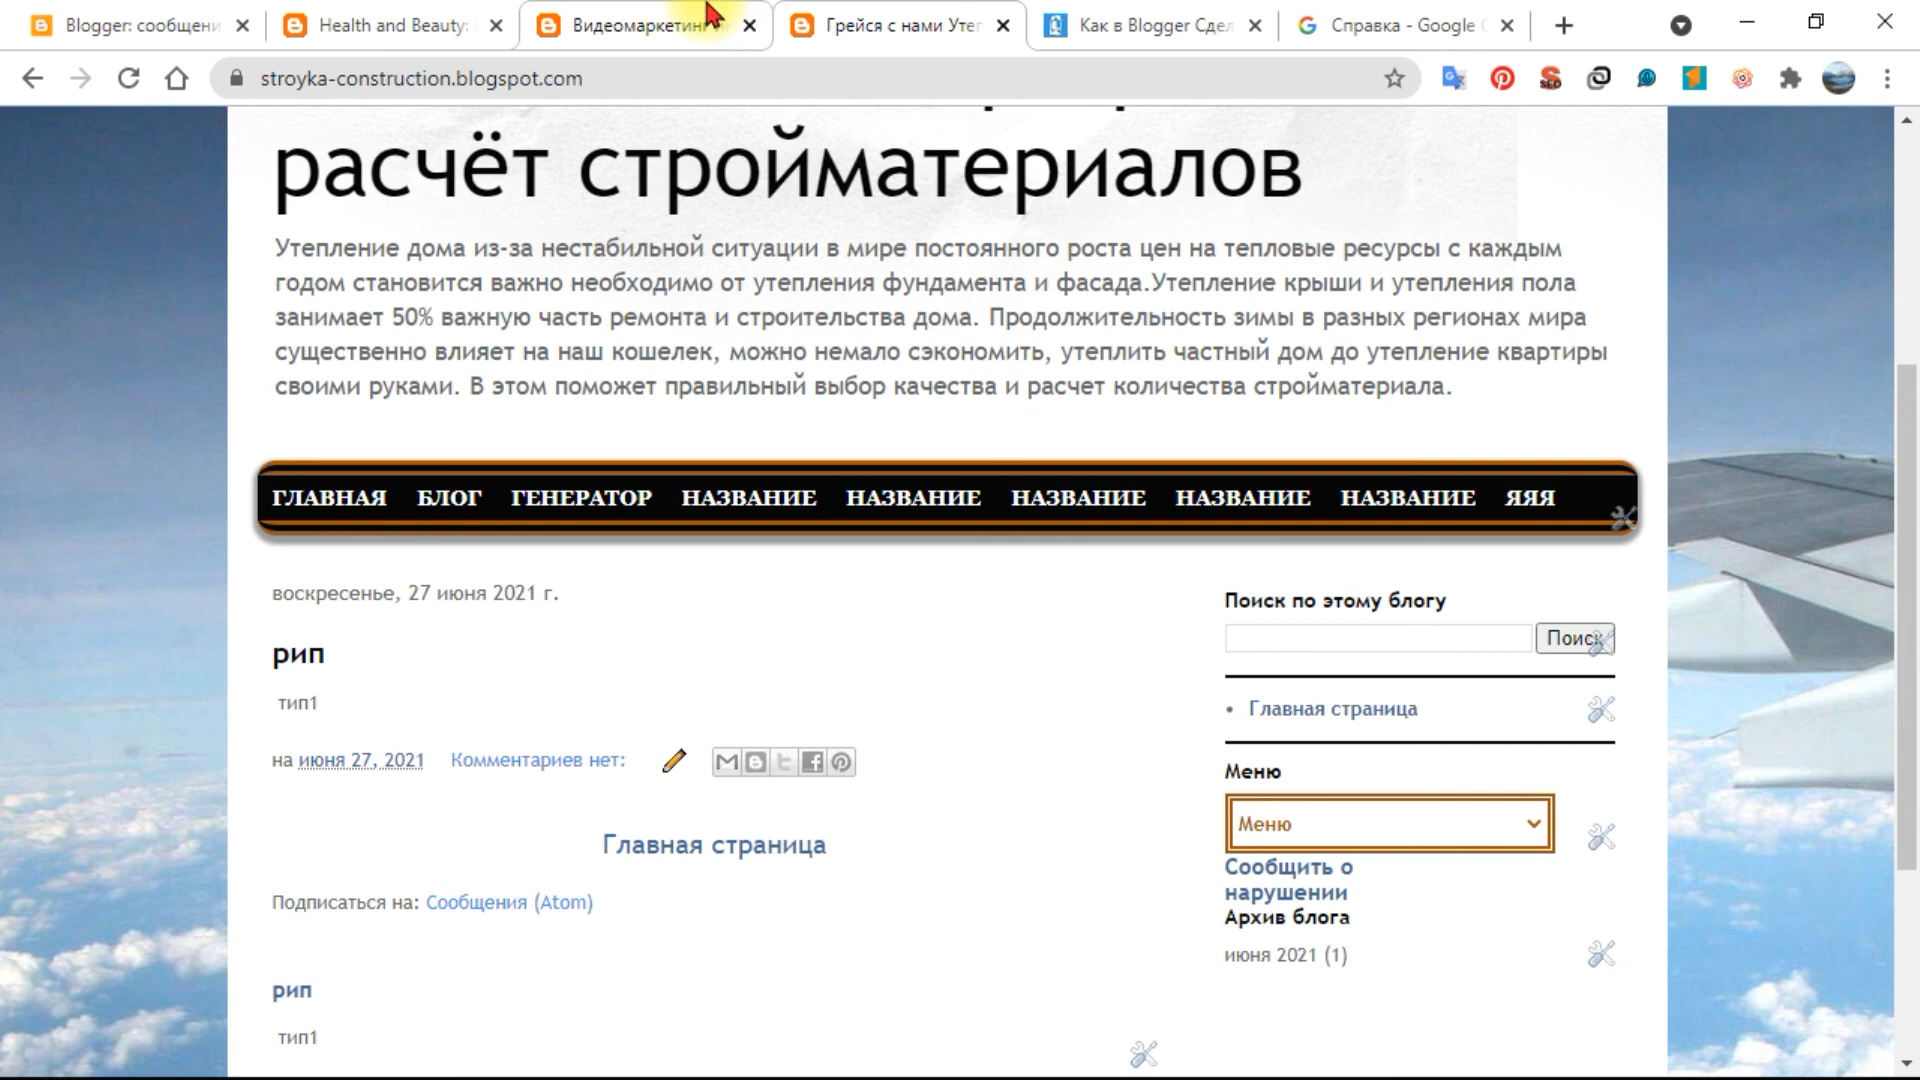 Blogger: сообщени
Health and Beauty:
Видеомаркетинг
Грейся с нами Утеп
Как в Blogger Сдел
Справка - Google
stroyka-construction.blogspot.com
расчёт стройматериалов
Утепление дома из-за нестабильной ситуации в мире постоянного роста цен на тепловые ресурсы с каждым
годом становится важно необходимо от утепления фундамента и фасада.Утепление крыши и утепления пола
занимает 50% важную часть ремонта и строительства дома. Продолжительность зимы в разных регионах мира
существенно влияет на наш кошелек, можно немало сэкономить, утеплить частный дом до утепление квартиры
своими руками. В этом поможет правильный выбор качества и расчет количества стройматериала.
ГЛАВНАЯ БЛОГ ГЕНЕРАТОР НАЗВАНИЕ НАЗВАНИЕ НАЗВАНИЕ НАЗВАНИЕ НАЗВАНИЕ ЯЯЯ
воскресенье, 27 июня 2021 г.
рип
тип1
на июня 27, 2021 Комментариев нет:
Главная страница
Подписаться на: Сообщения (Atom)
рип
тип1
Поиск по этому блогу
Поиск
Главная страница
Меню
Меню
Сообщить о
нарушении
Архив блога
июня 2021 (1)